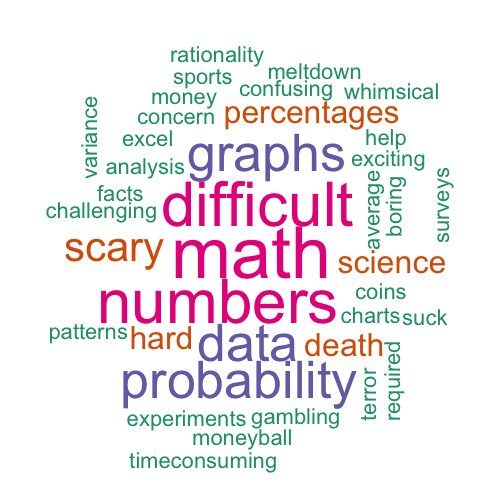 rationality
sports
meltdown
money
confusing
whimsical
concern
percentages
variance
excel
graphs
help
analysis
exciting
facts
average
boring
surveys
challenging
difficult
scary
math
science
numbers
coins
charts
suck
patterns
hard
data
death
probability
terror
required
experiments
gambling
moneyball
timeconsuming